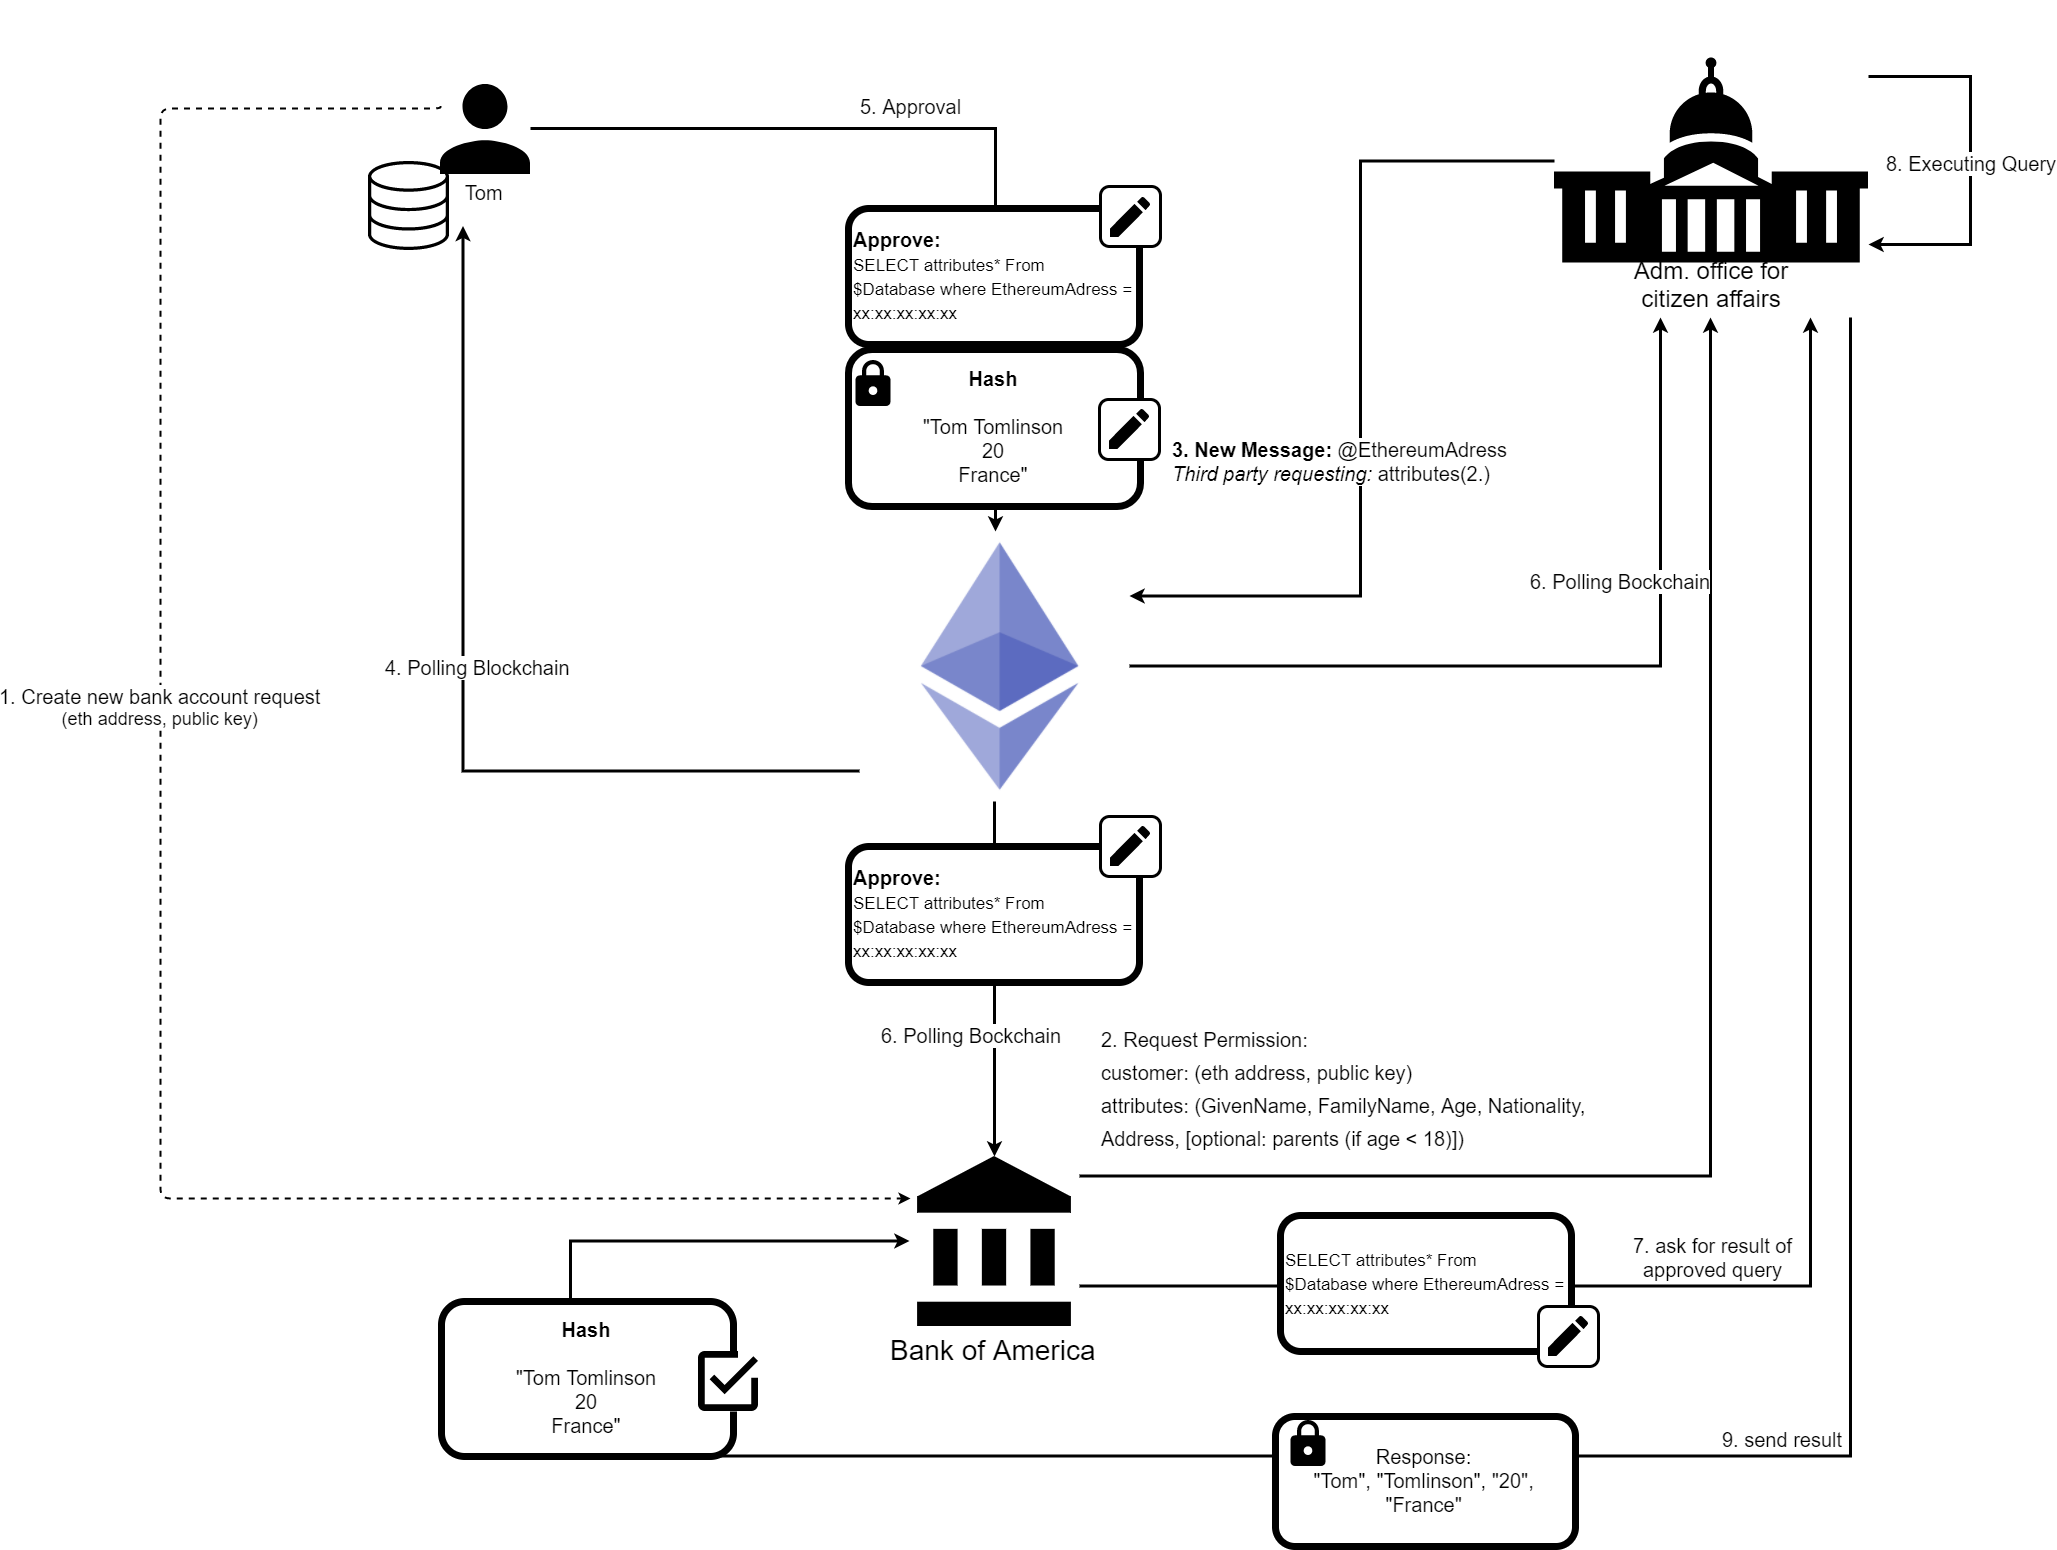 5. Approval
Tom
8. Executing Query
Adm. office for
citizen affairs
Approve:
SELECT attributes* From
$Database where EthereumAdress =
xx:xx:xx:xx:xx
Hash
"Tom Tomlinson
20
France"
3. New Message: @EthereumAdress
Third party requesting: attributes(2.)
6. Polling Bockchain
4. Polling Blockchain
1. Create new bank account request
(eth address, public key)
Approve:
SELECT attributes* From
$Database where EthereumAdress =
xx:xx:xx:xx:xx
6. Polling Bockchain
2. Request Permission:
customer: (eth address, public key)
attributes: (GivenName, FamilyName, Age, Nationality,
Address, [optional: parents (if age < 18)])
7. ask for result of
approved query
SELECT attributes* From
$Database where EthereumAdress =
xx:xx:xx:xx:xx
Bank of America
Hash
"Tom Tomlinson
20
France"
9. send result
Response:
"Tom", "Tomlinson", "20",
"France"